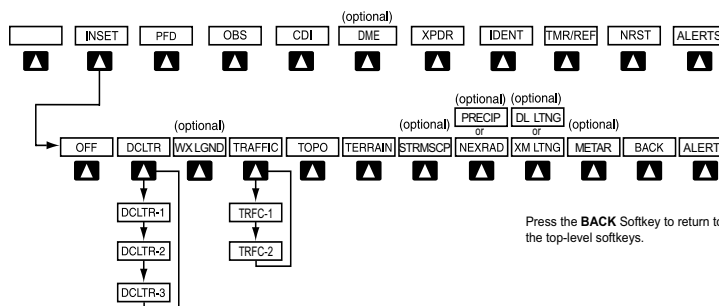 (optional)
INSET PFD OBS CDI DME XPDR IDENT TMR/REF NRST ALERTS
(optional) (optional)
PRECIP DL LTNG
(optional) (optional) or or (optional)
OFF DCLTR WX LGND TRAFFIC TOPO TERRAIN STRMSCP NEXRAD XM LTNG METAR BACK ALERT
DCLTR-1 TRFC-1
DCLTR-2 TRFC-2
DCLTR-3
Press the BACK Softkey to return to
the top-level softkeys.